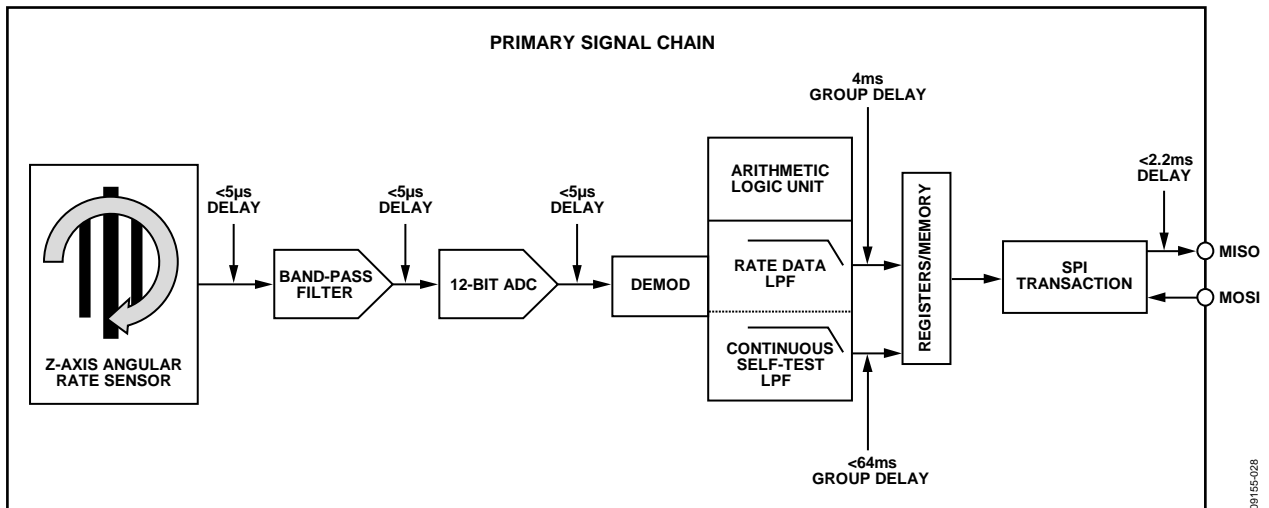 PRIMARY SIGNAL CHAIN
4ms
GROUP DELAY
<5µs
DELAY
<5µs
DELAY
<5µs
DELAY
ARITHMETIC
LOGIC UNIT
<2.2ms
DELAY
Z-AXIS ANGULAR
RATE SENSOR
BAND-PASS
FILTER
12-BIT ADC
DEMOD
RATE DATA
LPF
CONTINUOUS
SELF-TEST
LPF
REGISTERS/MEMORY
SPI
TRANSACTION
MISO
MOSI
<64ms
GROUP DELAY
09155-028